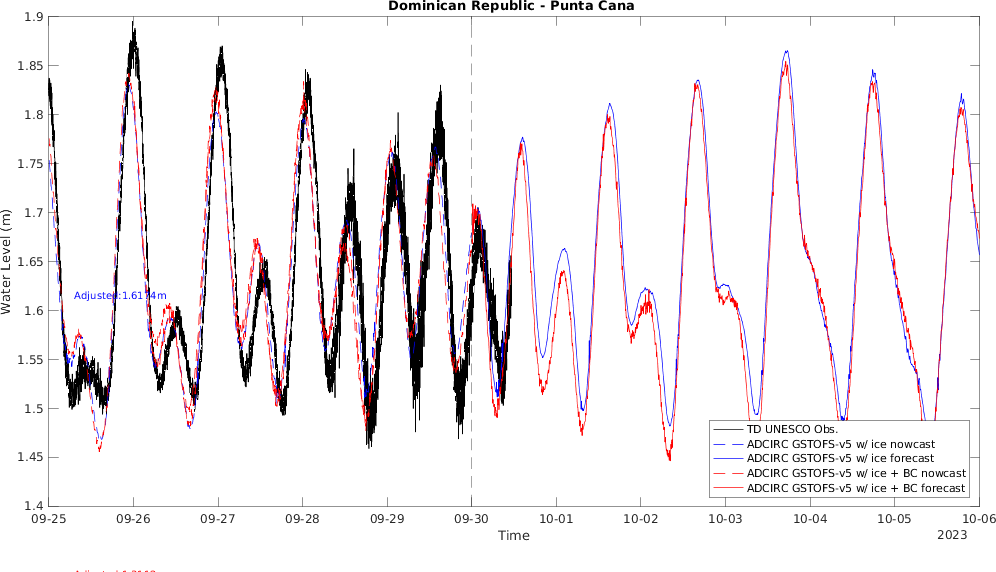 Dominican Republic - Punta Cana
1.9
1.85
1.8
1.75
1.7
1.65
1.6
1.55
1.5
1.45
1.4
Water Level (m)
Adjusted:1.6174m
TD UNESCO Obs.
ADCIRC GSTOFS-v5 w/ ice nowcast
ADCIRC GSTOFS-v5 w/ ice forecast
ADCIRC GSTOFS-v5 w/ ice + BC nowcast
ADCIRC GSTOFS-v5 w/ ice + BC forecast
09-25 09-26 09-27 09-28 09-29 09-30 10-01 10-02 10-03 10-04 10-05 10-06
Time
2023